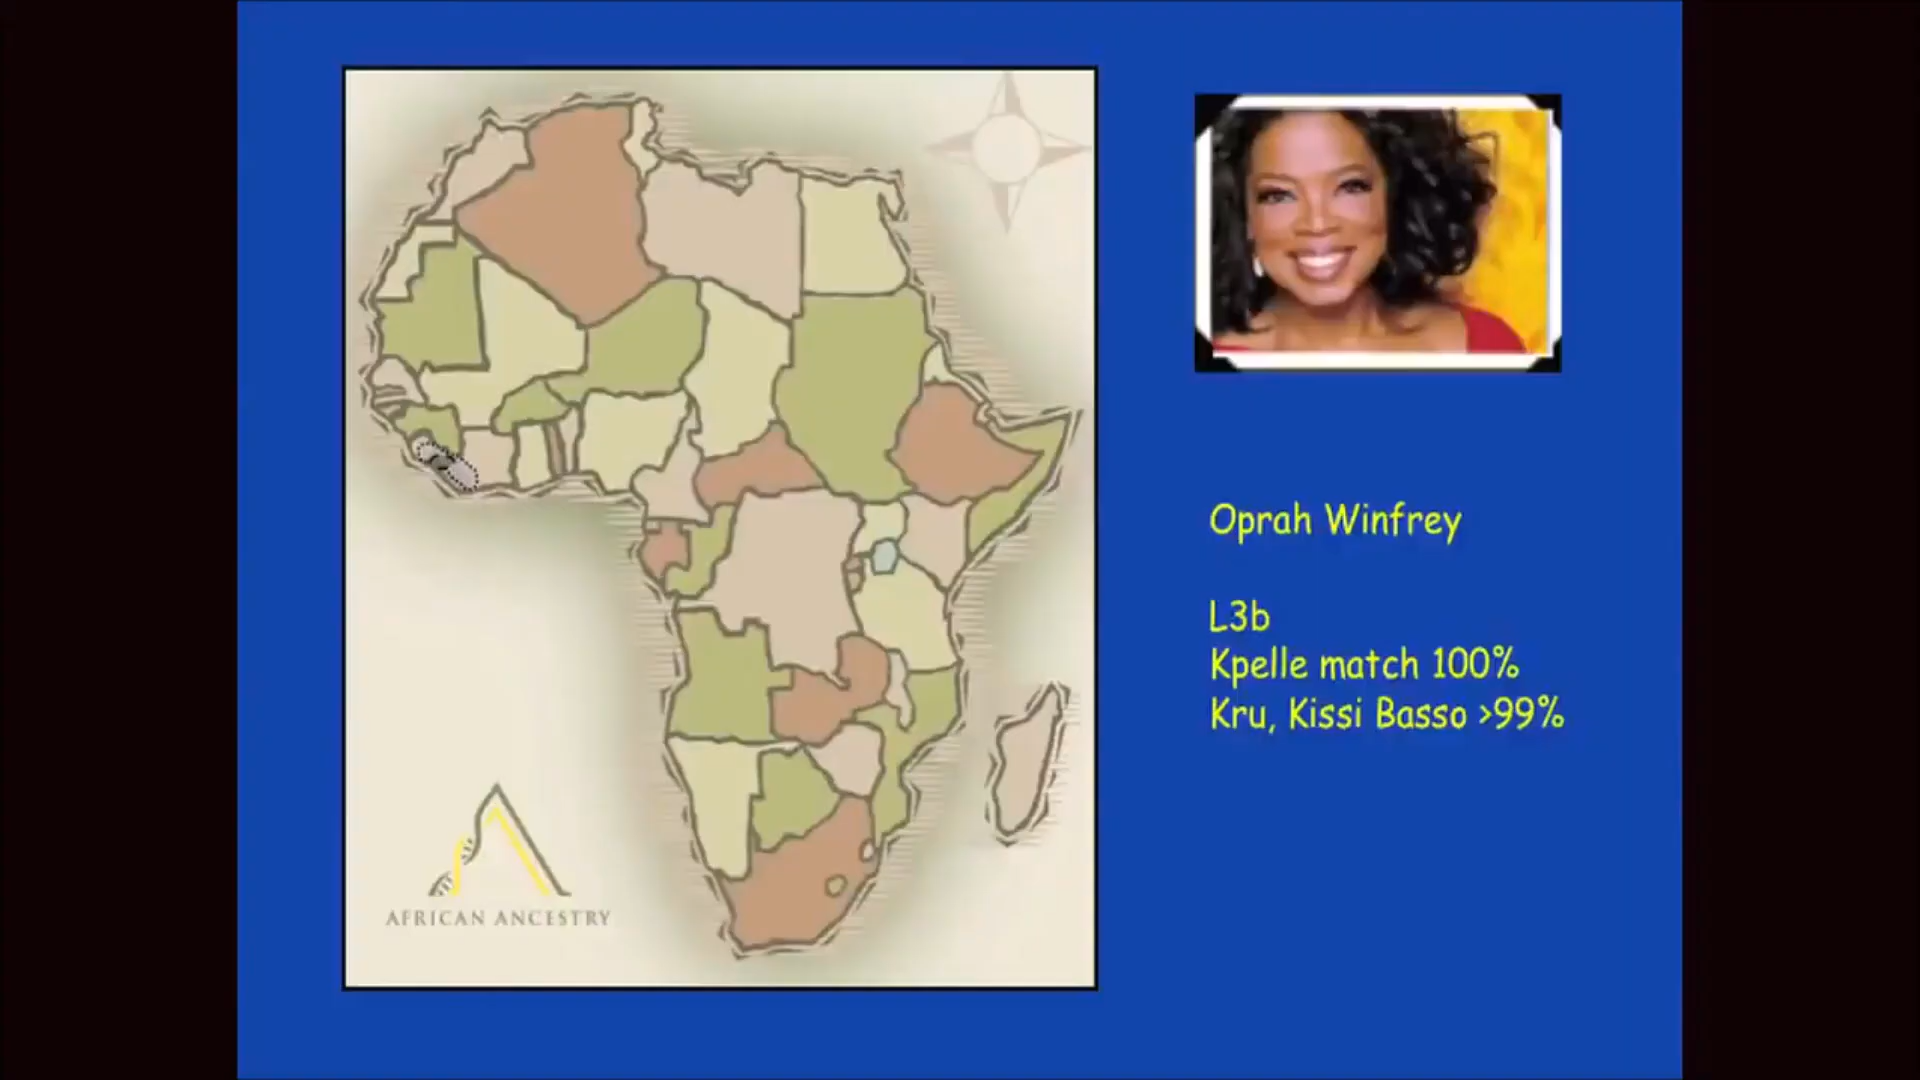 Oprah Winfrey
L3b
Kpelle match 100%
Kru, Kissi Basso >99%
AFRICAN ANCESTRY